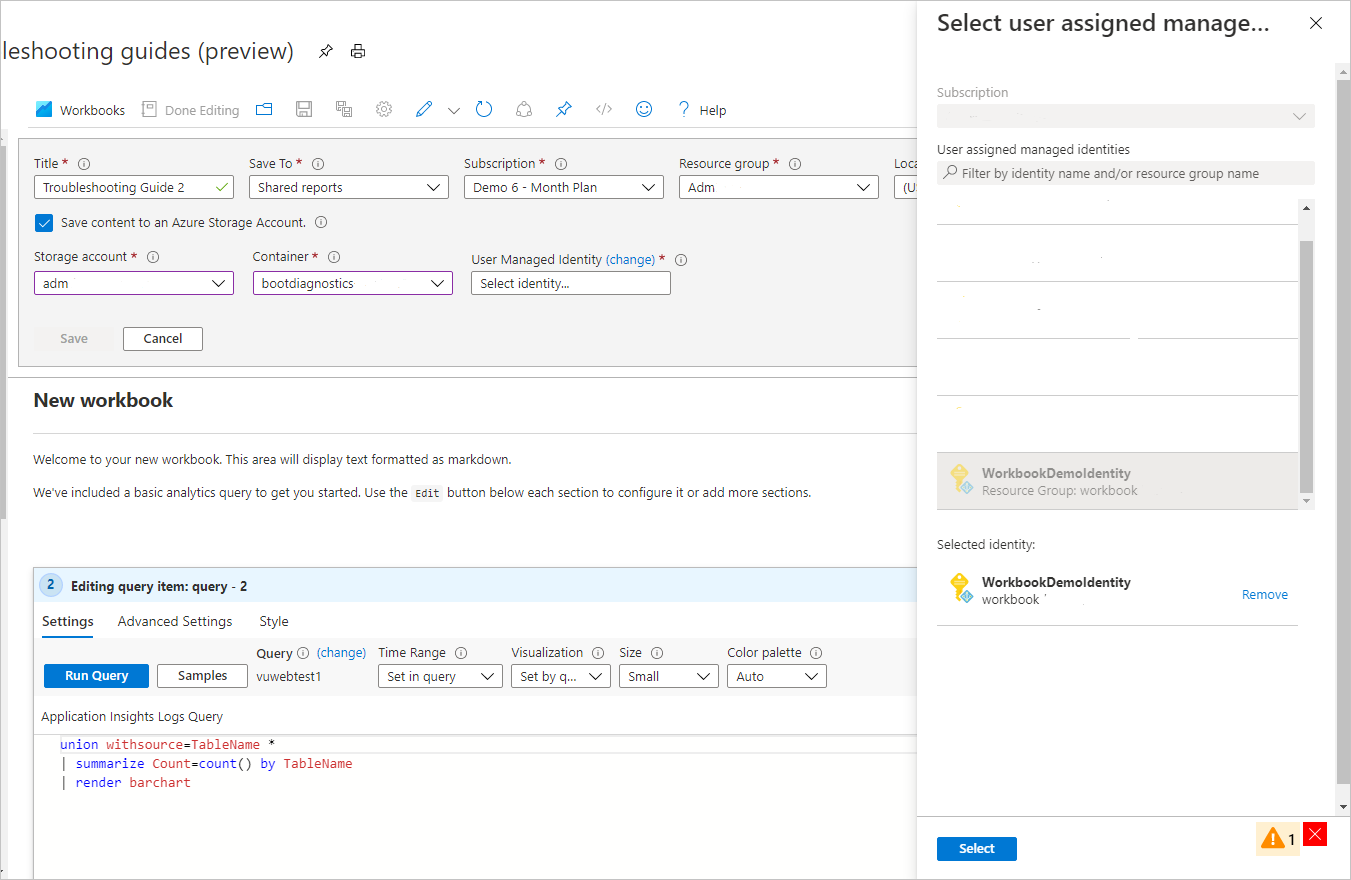 leshooting guides (preview)
Workbooks Done Editing ? Help
Title * Save To * Subscription * Resource group * Loca
Troubleshooting Guide 2 Shared reports Demo 6 - Month Plan Adm (U
Save content to an Azure Storage Account.
Storage account * Container * User Managed Identity (change) *
adm bootdiagnostics Select identity...
Save Cancel
New workbook
Welcome to your new workbook. This area will display text formatted as markdown.
We've included a basic analytics query to get you started. Use the Edit button below each section to configure it or add more sections.
2 Editing query item: query - 2
Settings Advanced Settings Style
Query (change) Time Range Visualization Size Color palette
Run Query Samples vuwebtest1 Set in query Set by q... Small Auto
Application Insights Logs Query
union withsource=TableName *
| summarize Count=count() by TableName
| render barchart
Select user assigned manage...
Subscription
User assigned managed identities
Filter by identity name and/or resource group name
WorkbookDemoIdentity
Resource Group: workbook
Selected identity:
WorkbookDemoIdentity
workbook
Remove
Select
1